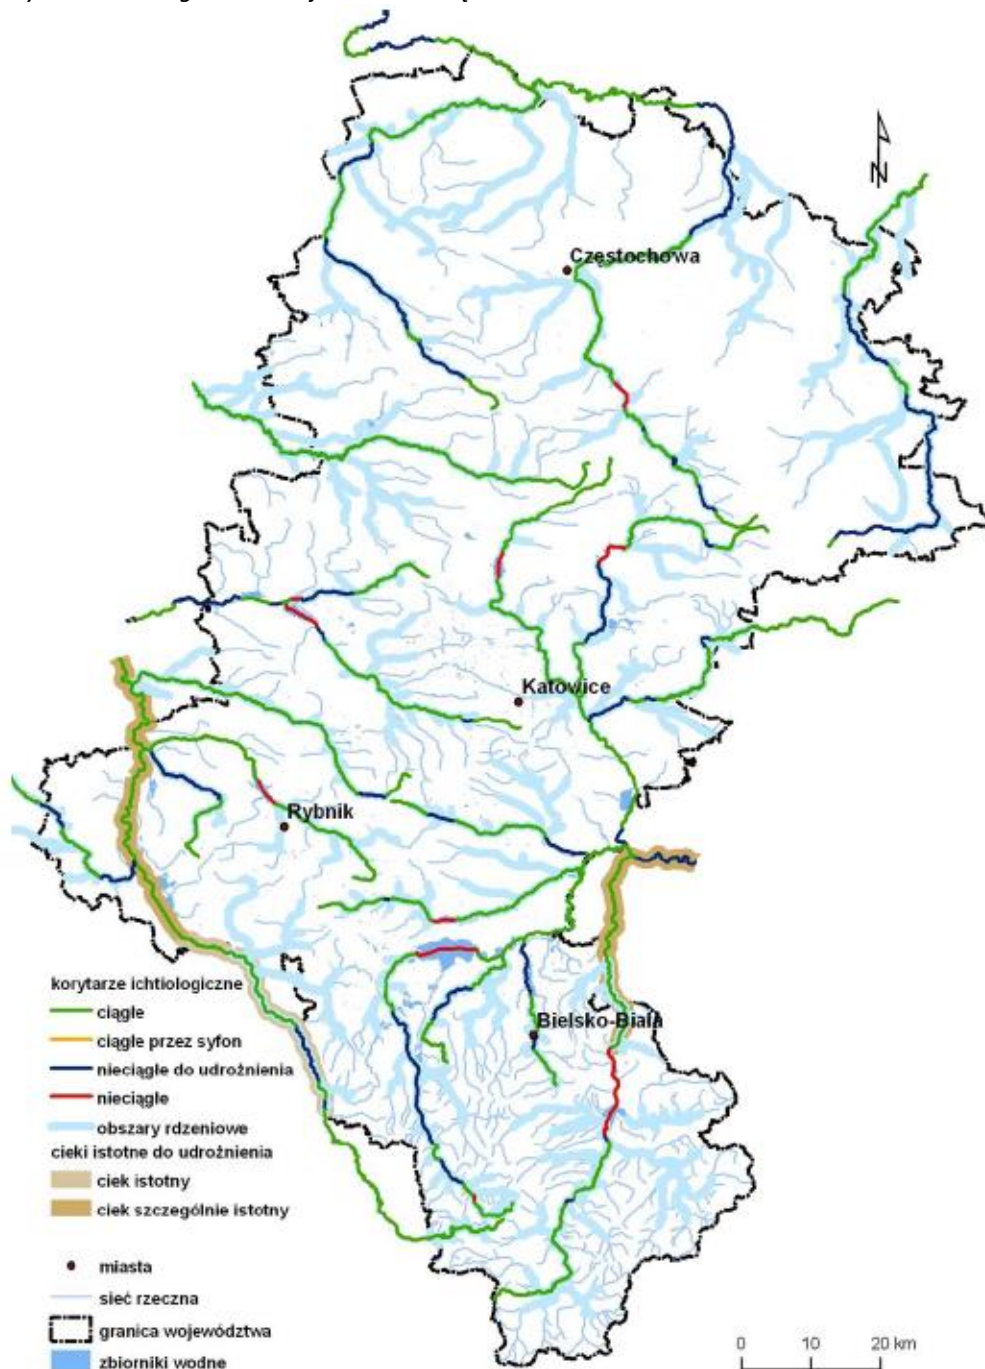 N
Częstochowa
Katowice
Rybnik
Bielsko-Biała
korytarze ichtiologiczne
ciągłe
ciągłe przez syfon
nieciągłe do udrożnienia
nieciągłe
obszary rdzeniowe
cieki istotne do udrożnienia
ciek istotny
ciek szczególnie istotny
miasta
sieć rzeczna
granica województwa
zbiorniki wodne
0 10 20 km